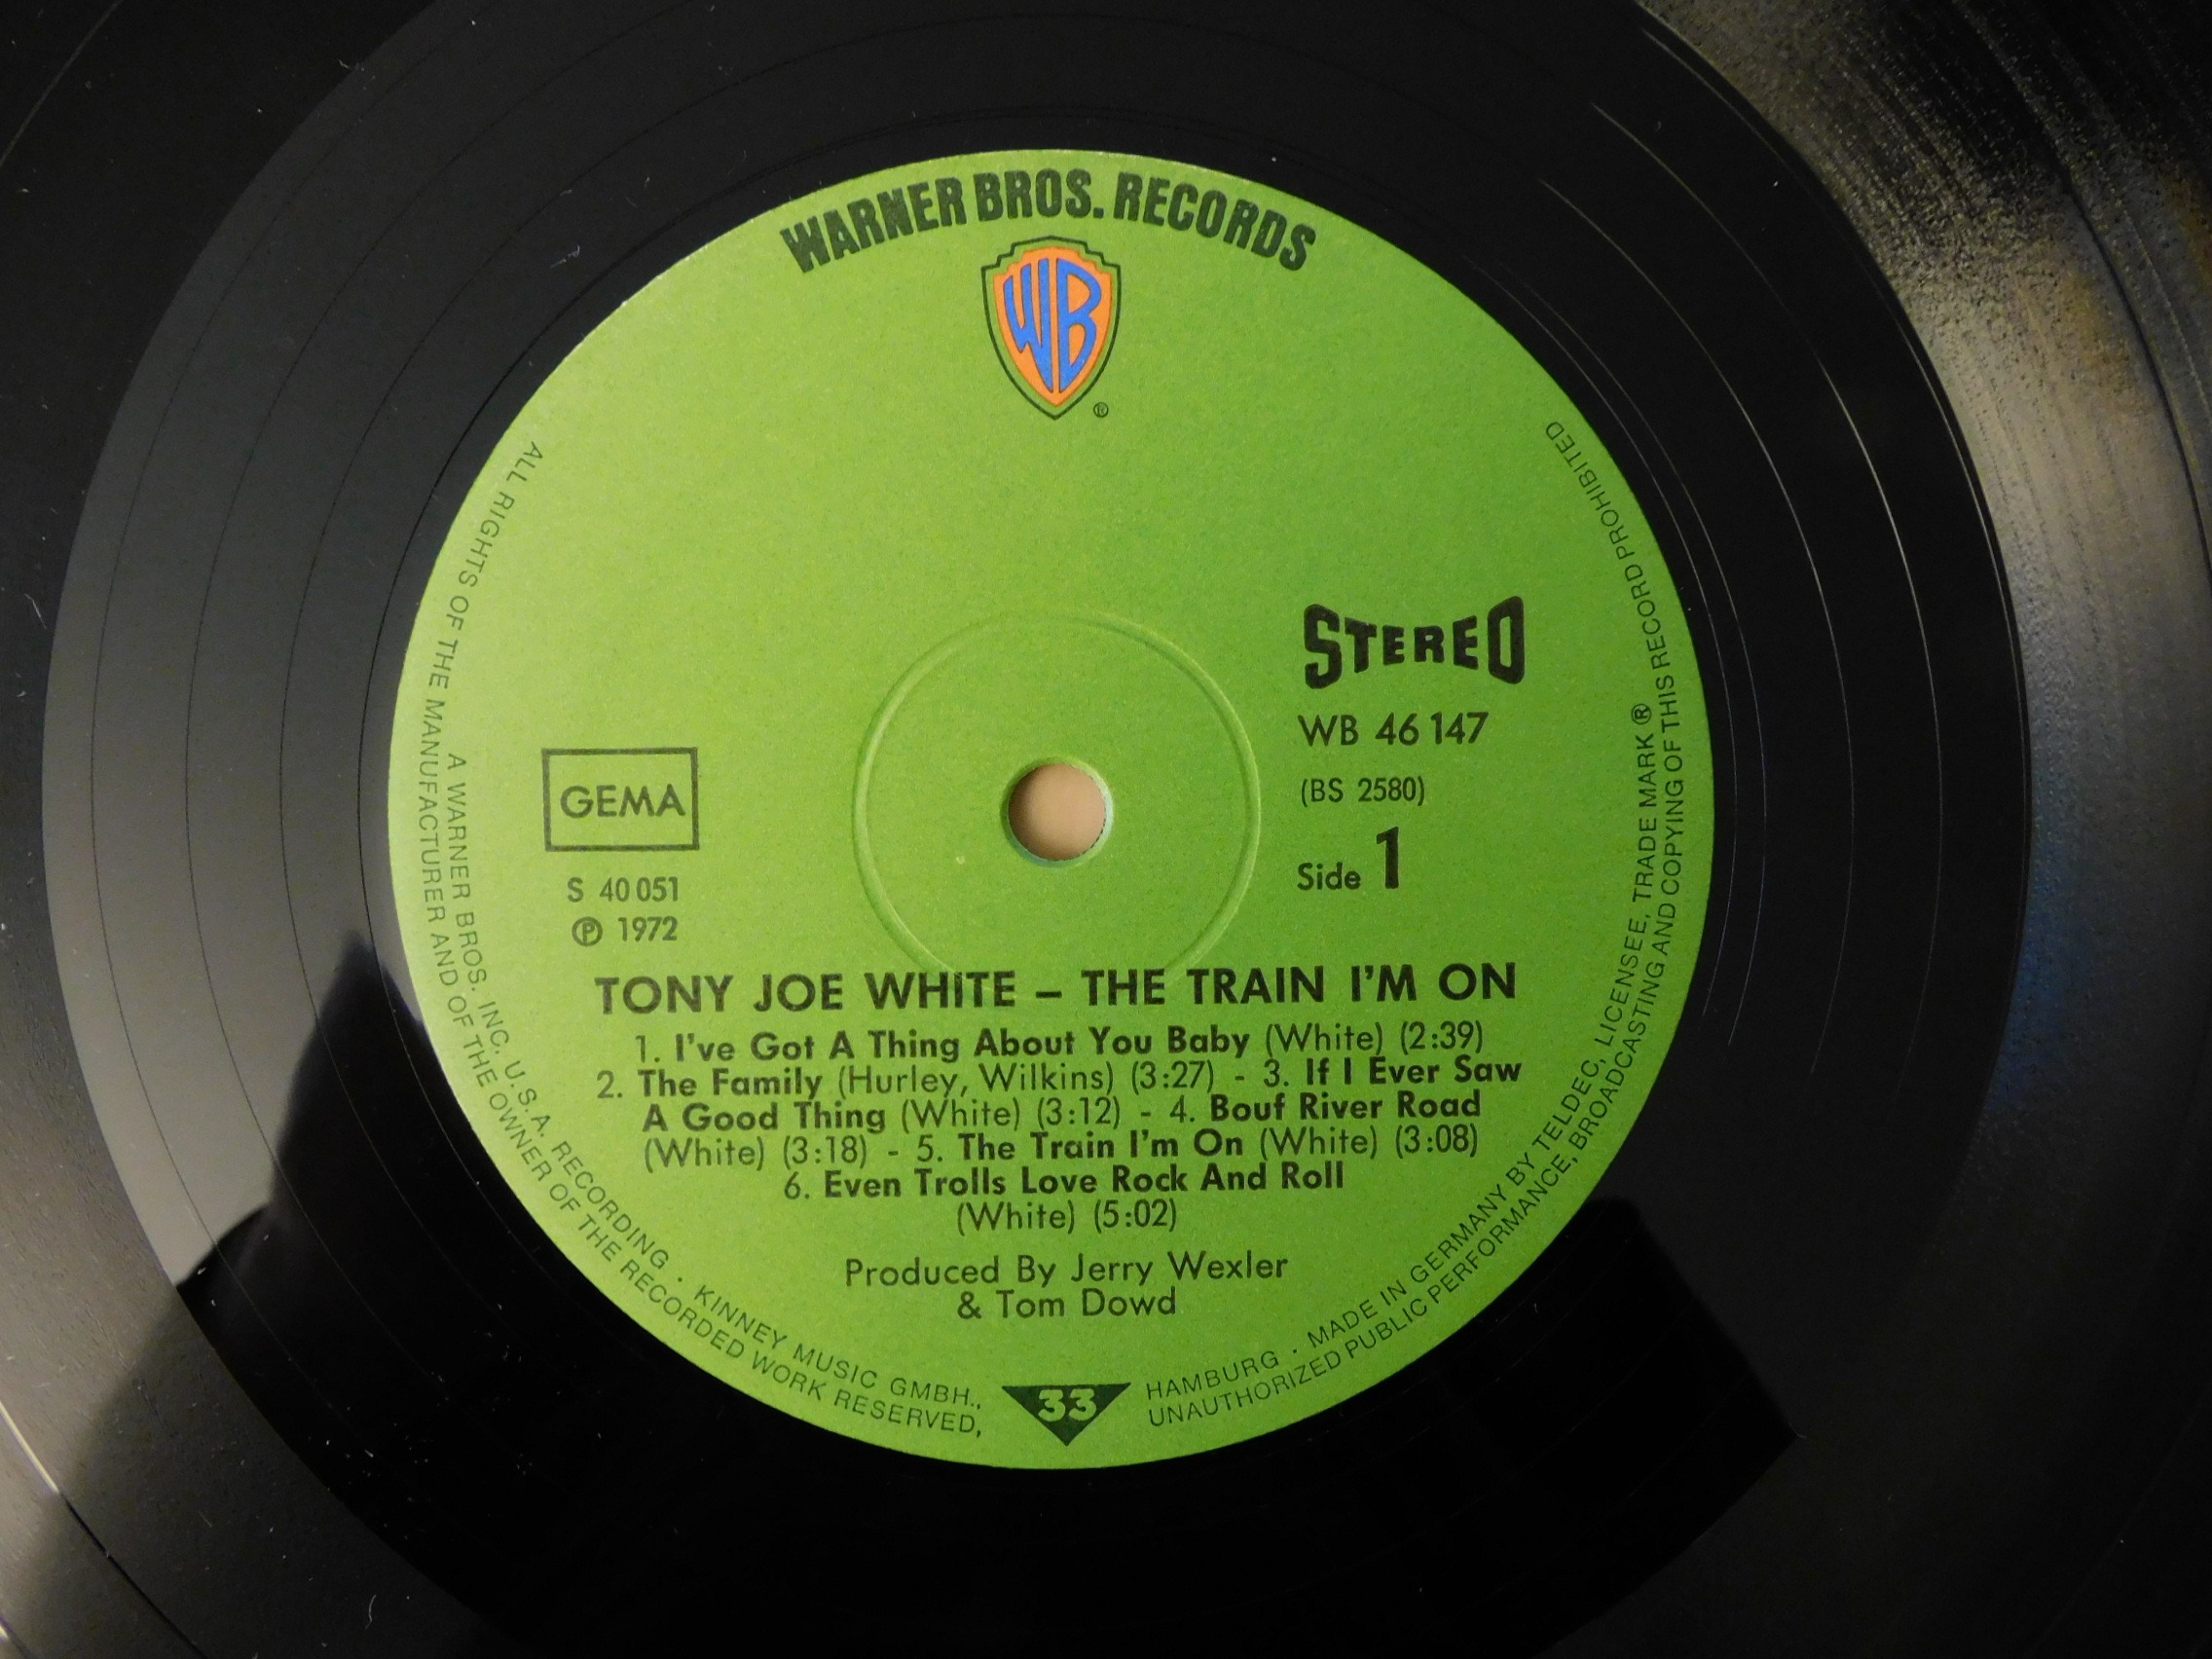 WARNER BROS. RECORDS
WB
®
STEREO
WB 46 147
(BS 2580)
Side 1
GEMA
S 40 051
℗ 1972
TONY JOE WHITE – THE TRAIN I'M ON
1. I've Got A Thing About You Baby (White) (2:39)
2. The Family (Hurley, Wilkins) (3:27) - 3. If I Ever Saw
A Good Thing (White) (3:12) - 4. Bouf River Road
(White) (3:18) - 5. The Train I'm On (White) (3:08)
6. Even Trolls Love Rock And Roll
(White) (5:02)
Produced By Jerry Wexler
& Tom Dowd
33
A WARNER BROS. INC. U.S.A. RECORDING · KINNEY MUSIC GMBH., HAMBURG · MADE IN GERMANY BY TELDEC, LICENSEE, TRADE MARK ®
ALL RIGHTS OF THE MANUFACTURER AND OF THE OWNER OF THE RECORDED WORK RESERVED, UNAUTHORIZED PUBLIC PERFORMANCE, BROADCASTING AND COPYING OF THIS RECORD PROHIBITED